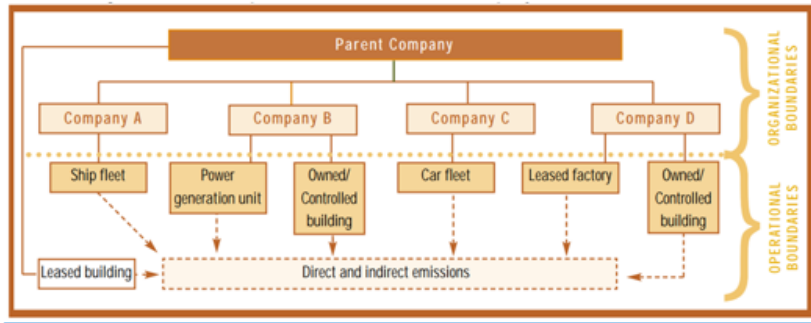 Parent Company
Company A
Company B
Company C
Company D
ORGANIZATIONAL
BOUNDARIES
Ship fleet
Power
generation unit
Owned/
Controlled
building
Car fleet
Leased factory
Owned/
Controlled
building
Leased building
Direct and indirect emissions
OPERATIONAL
BOUNDARIES